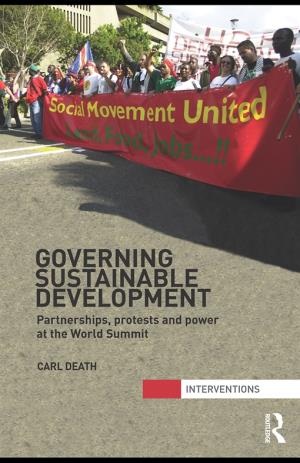 Social Movement United
Land, Food, Jobs...!!
GOVERNING
SUSTAINABLE
DEVELOPMENT
Partnerships, protests and power
at the World Summit
CARL DEATH
INTERVENTIONS
ROUTLEDGE